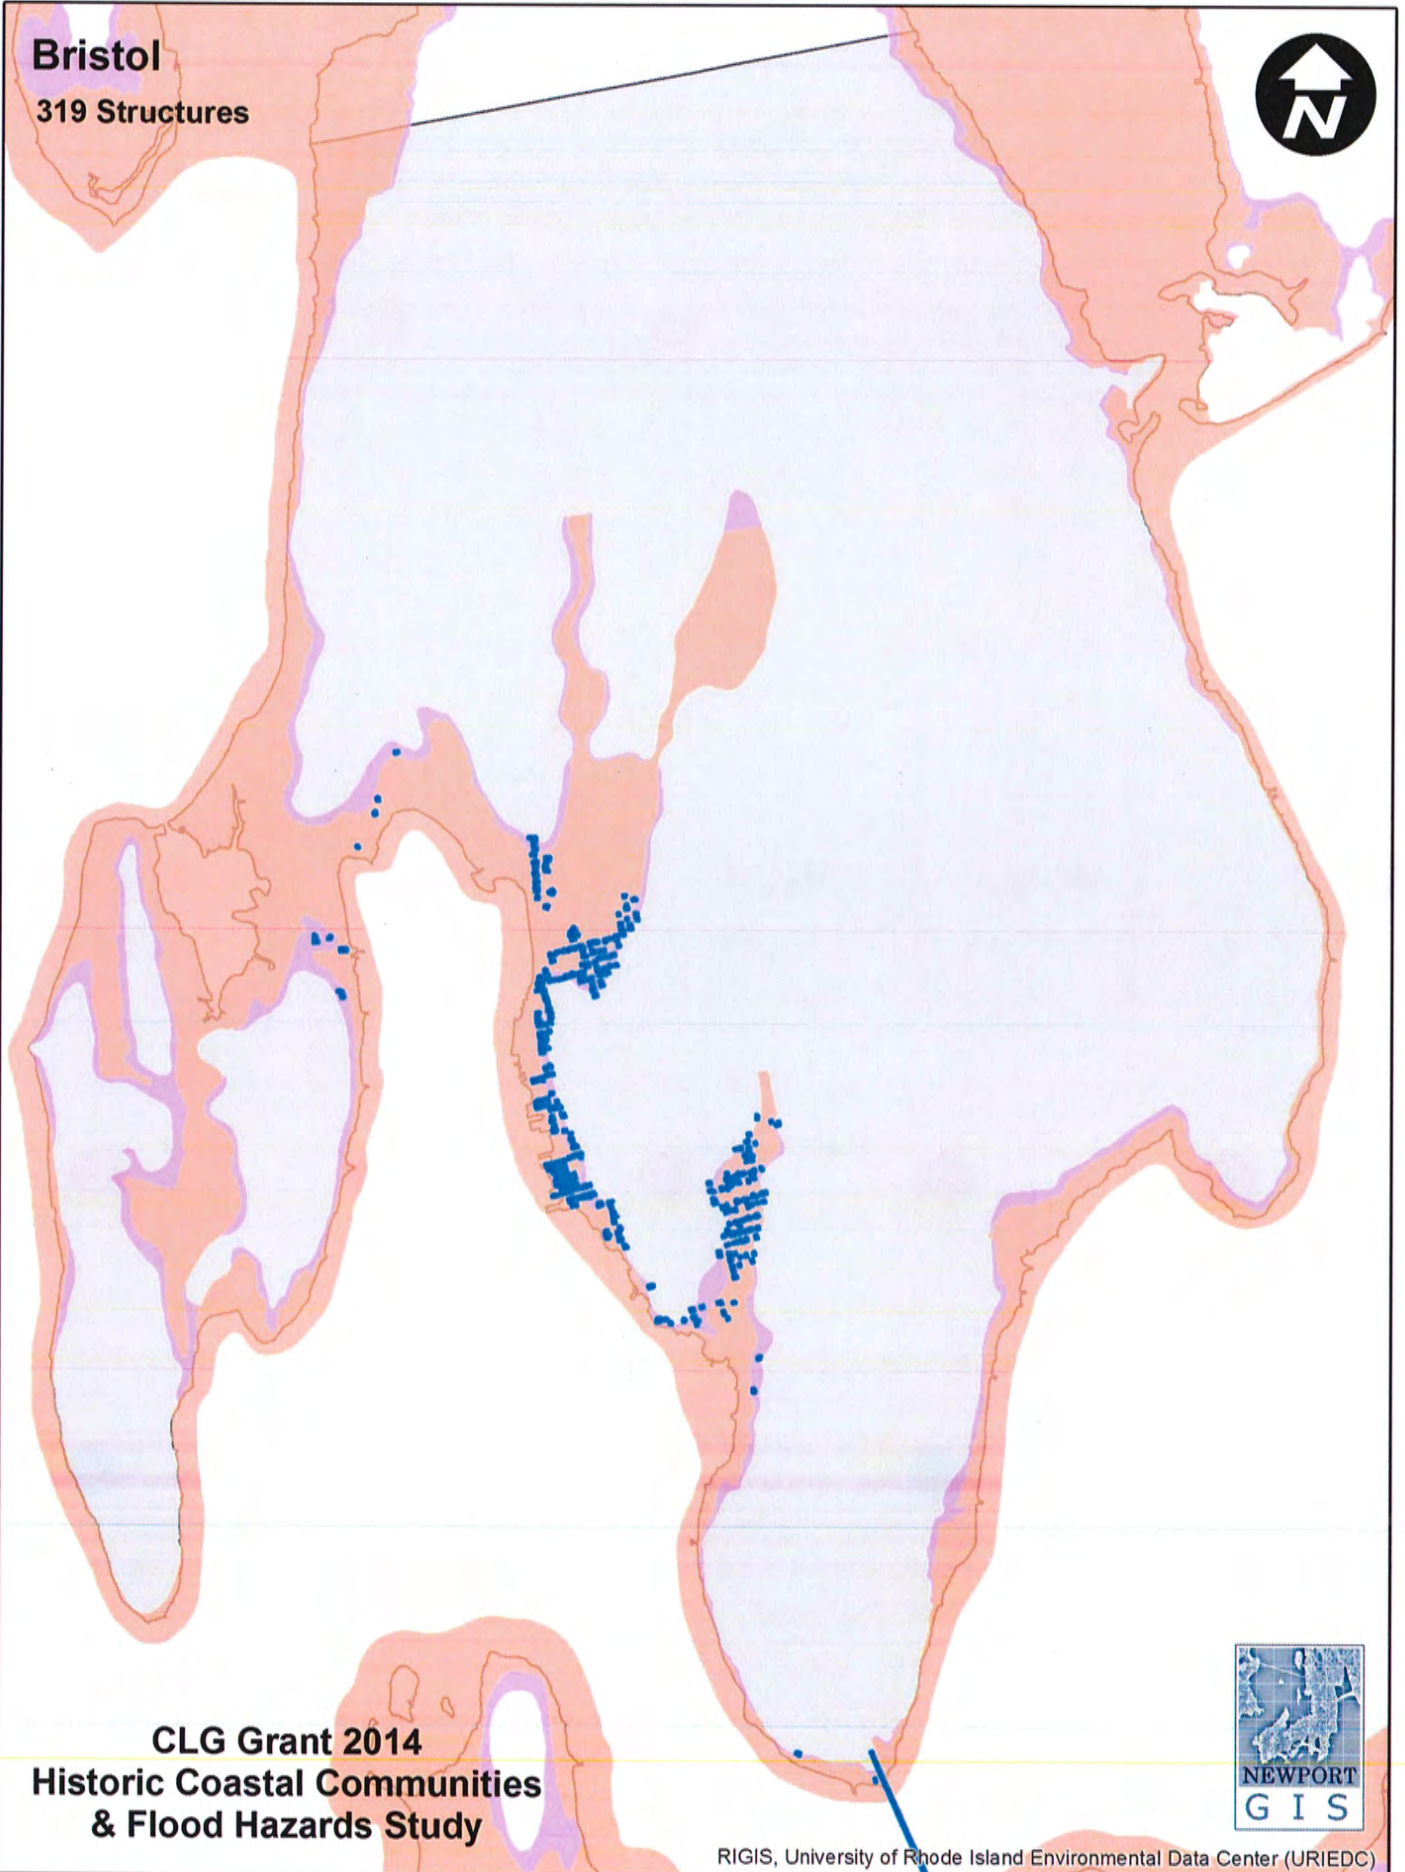 Bristol
319 Structures
N
CLG Grant 2014
Historic Coastal Communities
& Flood Hazards Study
NEWPORT
G I S
RIGIS, University of Rhode Island Environmental Data Center (URIEDC)